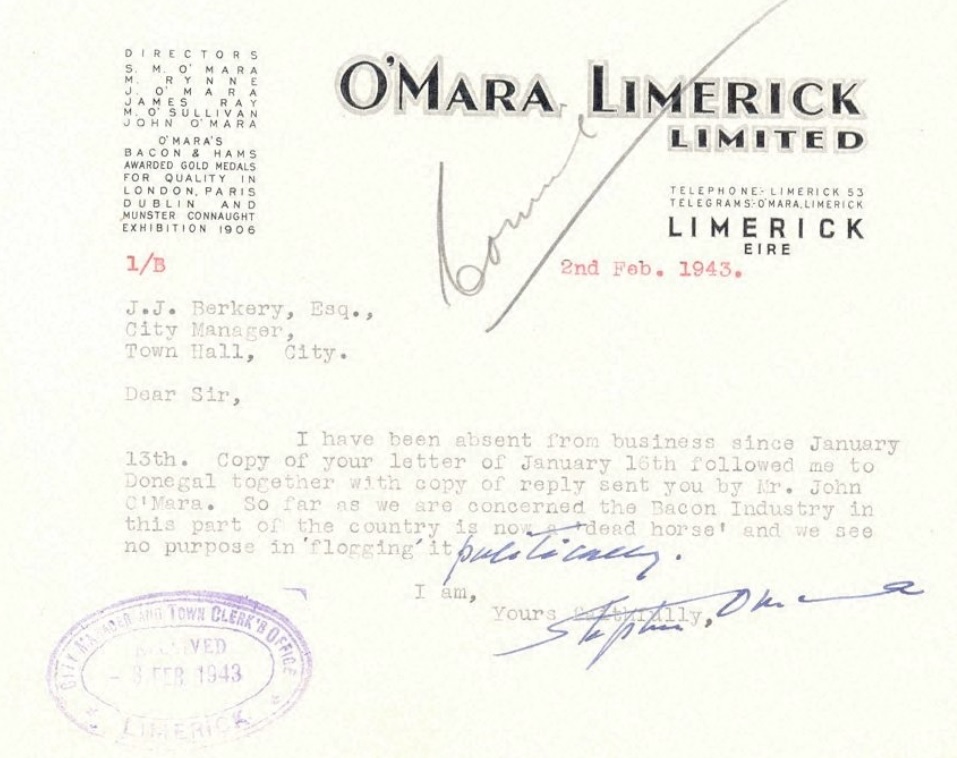 DIRECTORS
S. M. O'MARA
M. RYNNE
J. O'MARA
JAMES RAY
M. O'SULLIVAN
JOHN O'MARA
O'MARA'S
BACON & HAMS
AWARDED GOLD MEDALS
FOR QUALITY IN
LONDON, PARIS
DUBLIN AND
MUNSTER CONNAUGHT
EXHIBITION 1906
O'MARA LIMERICK
LIMITED
TELEPHONE:- LIMERICK 53
TELEGRAMS:- O'MARA, LIMERICK
LIMERICK
EIRE
1/B
2nd Feb. 1943.
J.J. Berkery, Esq.,
City Manager,
Town Hall, City.
Dear Sir,
I have been absent from business since January
13th. Copy of your letter of January 16th followed me to
Donegal together with copy of reply sent you by Mr. John
O'Mara. So far as we are concerned the Bacon Industry in
this part of the country is now a 'dead horse' and we see
no purpose in 'flogging' it politically.
I am,
Yours faithfully,
Stephen O'Mara
CITY MANAGER AND TOWN CLERK'S OFFICE
RECEIVED
- 3 FEB 1943
LIMERICK